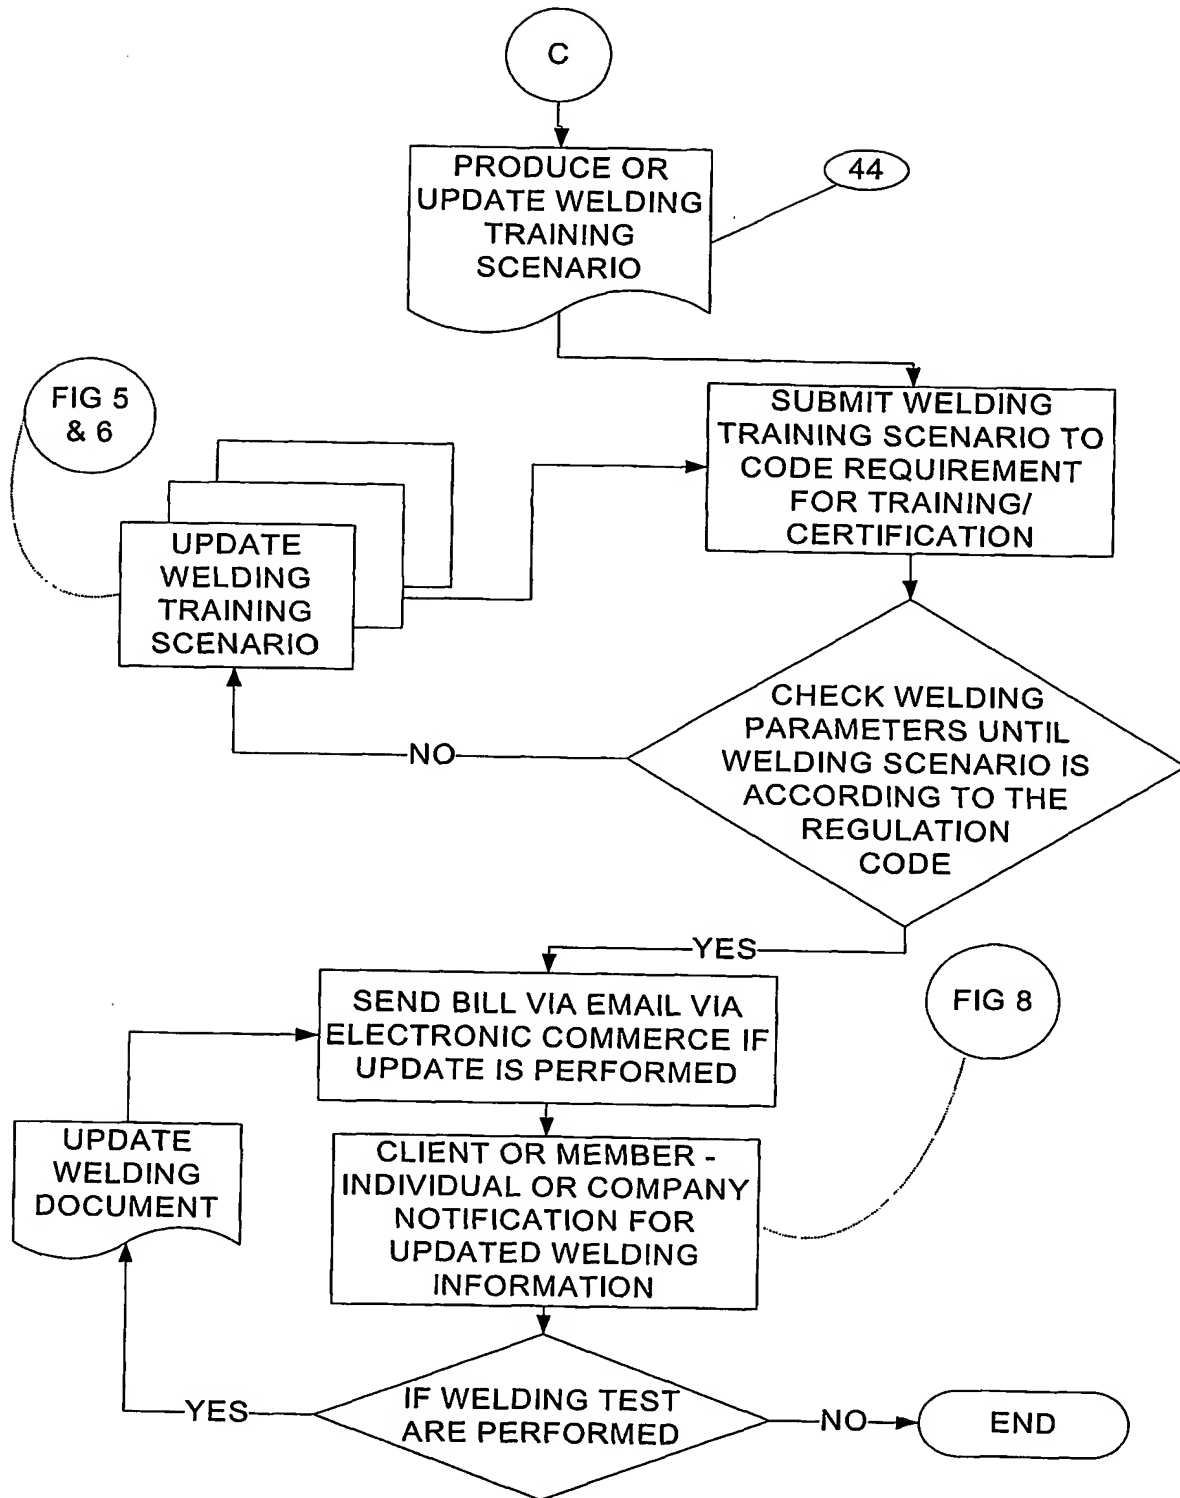 C
PRODUCE OR
UPDATE WELDING
TRAINING
SCENARIO
44
FIG 5
& 6
SUBMIT WELDING
TRAINING SCENARIO TO
CODE REQUIREMENT
FOR TRAINING/
CERTIFICATION
UPDATE
WELDING
TRAINING
SCENARIO
CHECK WELDING
PARAMETERS UNTIL
WELDING SCENARIO IS
ACCORDING TO THE
REGULATION
CODE
NO
YES
SEND BILL VIA EMAIL VIA
ELECTRONIC COMMERCE IF
UPDATE IS PERFORMED
FIG 8
UPDATE
WELDING
DOCUMENT
CLIENT OR MEMBER -
INDIVIDUAL OR COMPANY
NOTIFICATION FOR
UPDATED WELDING
INFORMATION
IF WELDING TEST
ARE PERFORMED
YES
NO
END